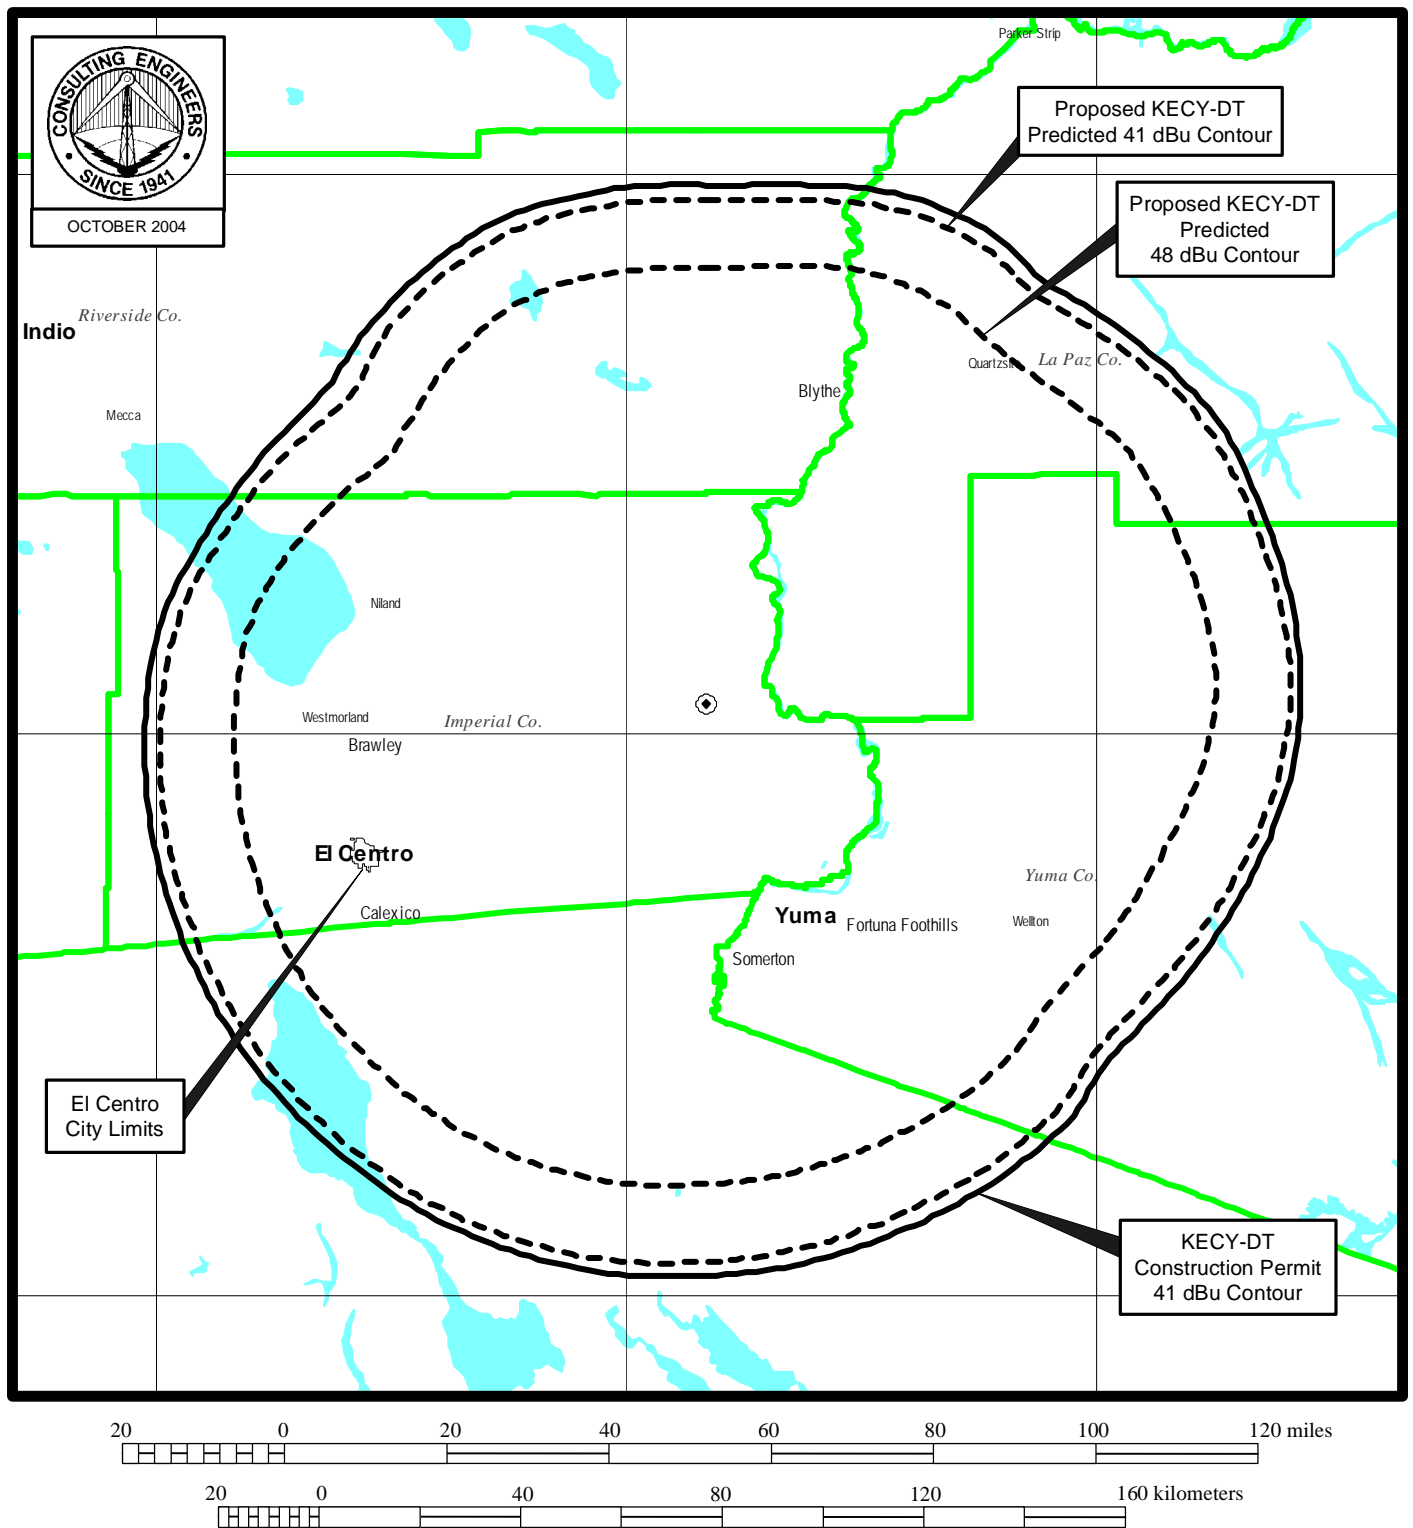 CONSULTING ENGINEERS
SINCE 1941
OCTOBER 2004
Parker Strip
Proposed KECY-DT
Predicted 41 dBu Contour
Proposed KECY-DT
Predicted
48 dBu Contour
Riverside Co.
Indio
Quartzsite
La Paz Co.
Blythe
Mecca
Niland
Westmorland
Imperial Co.
Brawley
El Centro
Yuma Co.
Calexico
Yuma
Fortuna Foothills
Wellton
Somerton
El Centro
City Limits
KECY-DT
Construction Permit
41 dBu Contour
20 0 20 40 60 80 100 120 miles
20 0 40 80 120 160 kilometers